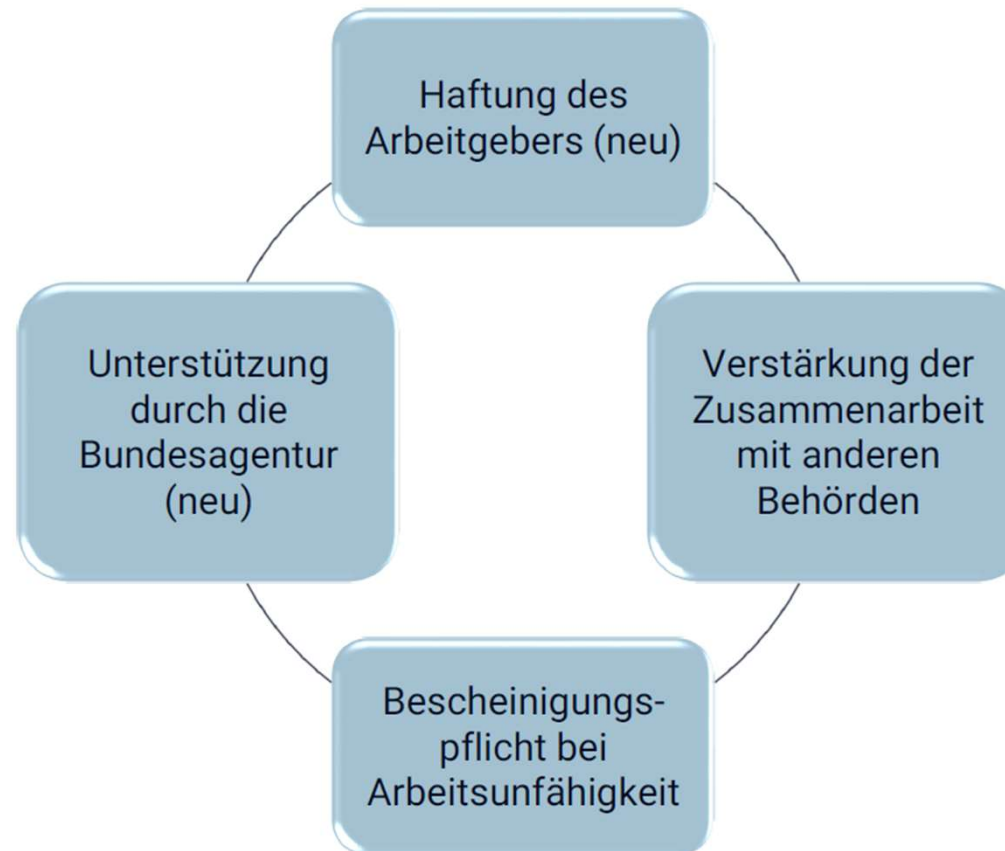 Haftung des
Arbeitgebers (neu)
Unterstützung
durch die
Bundesagentur
(neu)
Verstärkung der
Zusammenarbeit
mit anderen
Behörden
Bescheinigungs-
pflicht bei
Arbeitsunfähigkeit